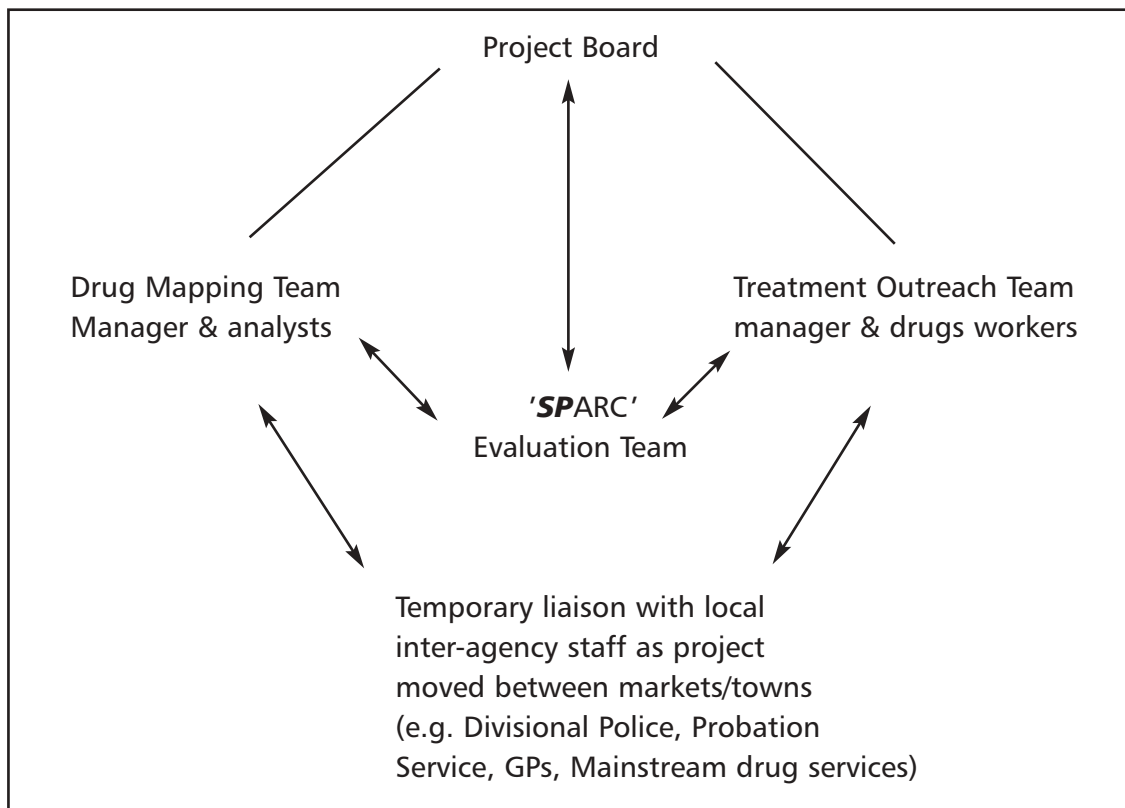 Project Board
Drug Mapping Team
Manager & analysts
Treatment Outreach Team
manager & drugs workers
'SPARC'
Evaluation Team
Temporary liaison with local
inter-agency staff as project
moved between markets/towns
(e.g. Divisional Police, Probation
Service, GPs, Mainstream drug services)